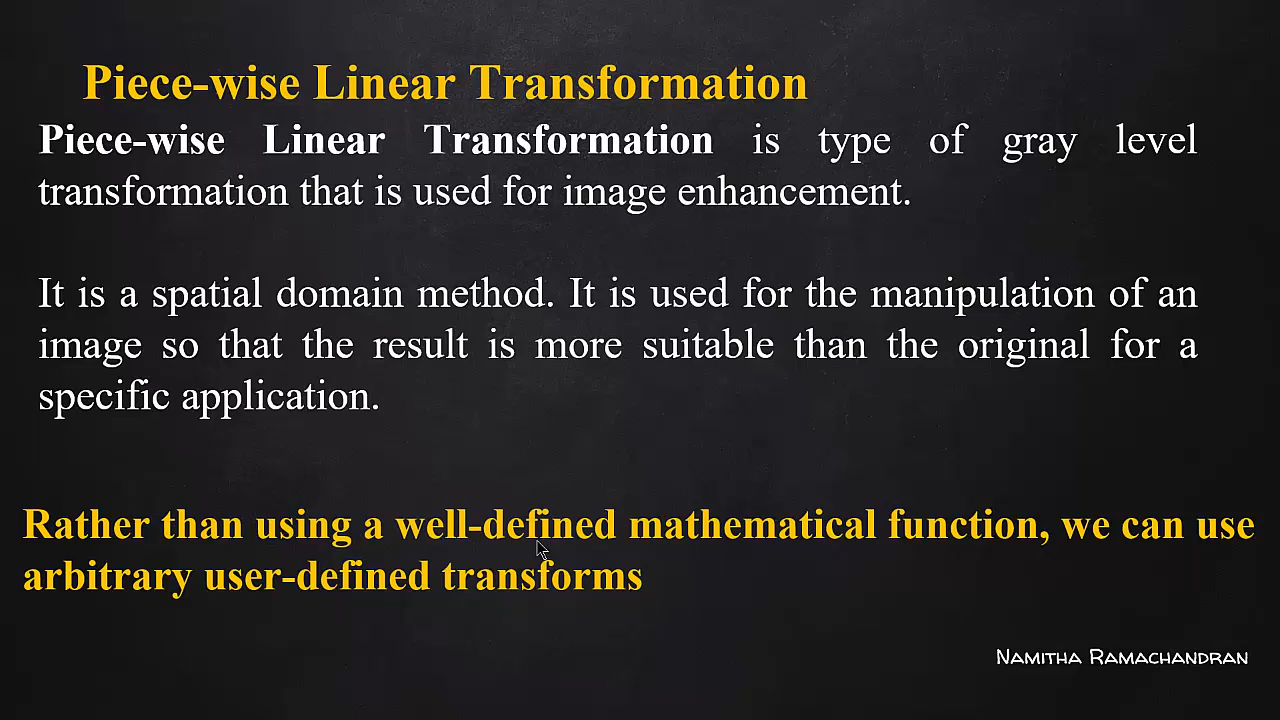 Piece-wise Linear Transformation
Piece-wise Linear Transformation is type of gray level
transformation that is used for image enhancement.
It is a spatial domain method. It is used for the manipulation of an
image so that the result is more suitable than the original for a
specific application.
Rather than using a well-defined mathematical function, we can use
arbitrary user-defined transforms
Namitha Ramachandran